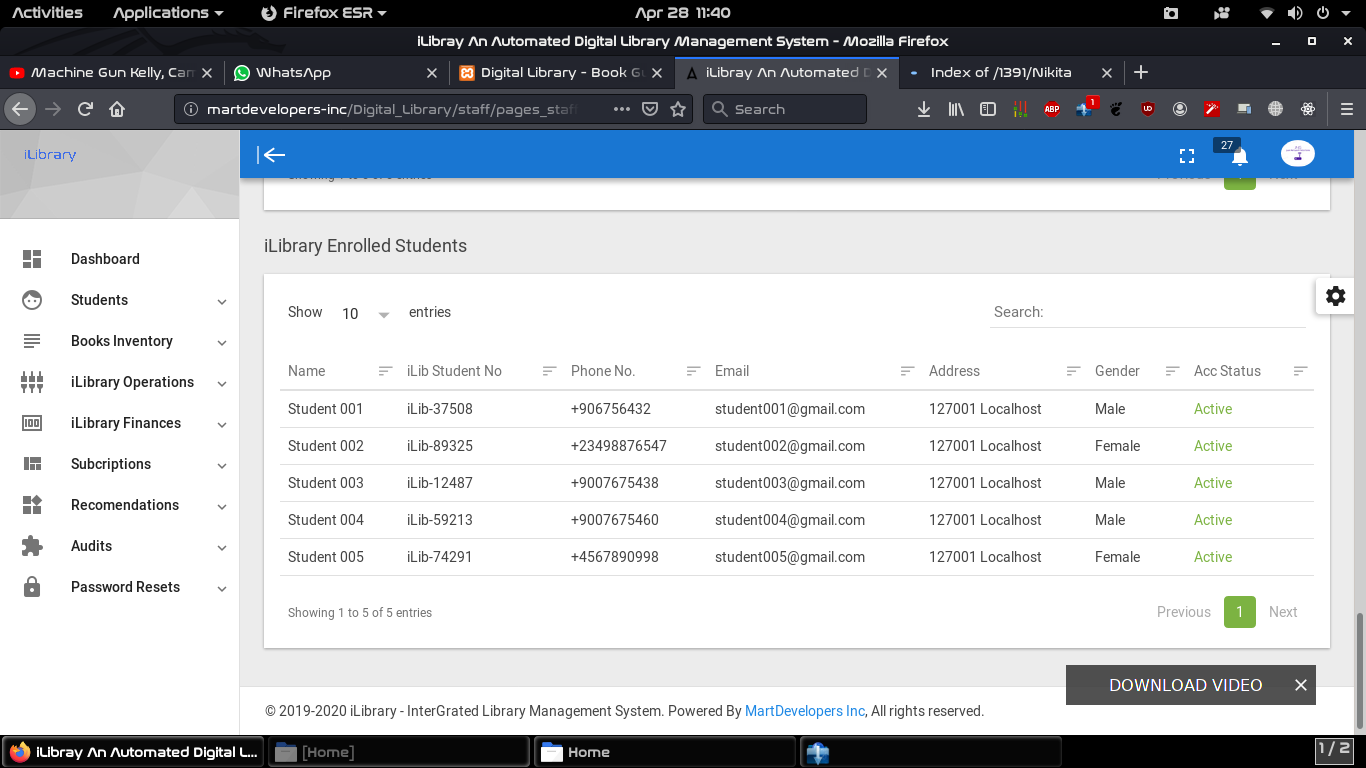 Activities Applications Firefox ESR Apr 28 11:40
iLibray An Automated Digital Library Management System - Mozilla Firefox
Machine Gun Kelly, Cam WhatsApp Digital Library - Book Gu iLibray An Automated D Index of /1391/Nikita
martdevelopers-inc/Digital_Library/staff/pages_staff Search ABP 1
iLibrary 27
iLibrary Enrolled Students
Dashboard
Students
Books Inventory
iLibrary Operations
iLibrary Finances
Subcriptions
Recomendations
Audits
Password Resets
Show 10 entries Search:
Name iLib Student No Phone No. Email Address Gender Acc Status
Student 001 iLib-37508 +906756432 student001@gmail.com 127001 Localhost Male Active
Student 002 iLib-89325 +23498876547 student002@gmail.com 127001 Localhost Female Active
Student 003 iLib-12487 +9007675438 student003@gmail.com 127001 Localhost Male Active
Student 004 iLib-59213 +9007675460 student004@gmail.com 127001 Localhost Male Active
Student 005 iLib-74291 +4567890998 student005@gmail.com 127001 Localhost Female Active
Showing 1 to 5 of 5 entries Previous 1 Next
DOWNLOAD VIDEO
© 2019-2020 iLibrary - InterGrated Library Management System. Powered By MartDevelopers Inc, All rights reserved.
iLibray An Automated Digital L... [Home] Home 1 / 2